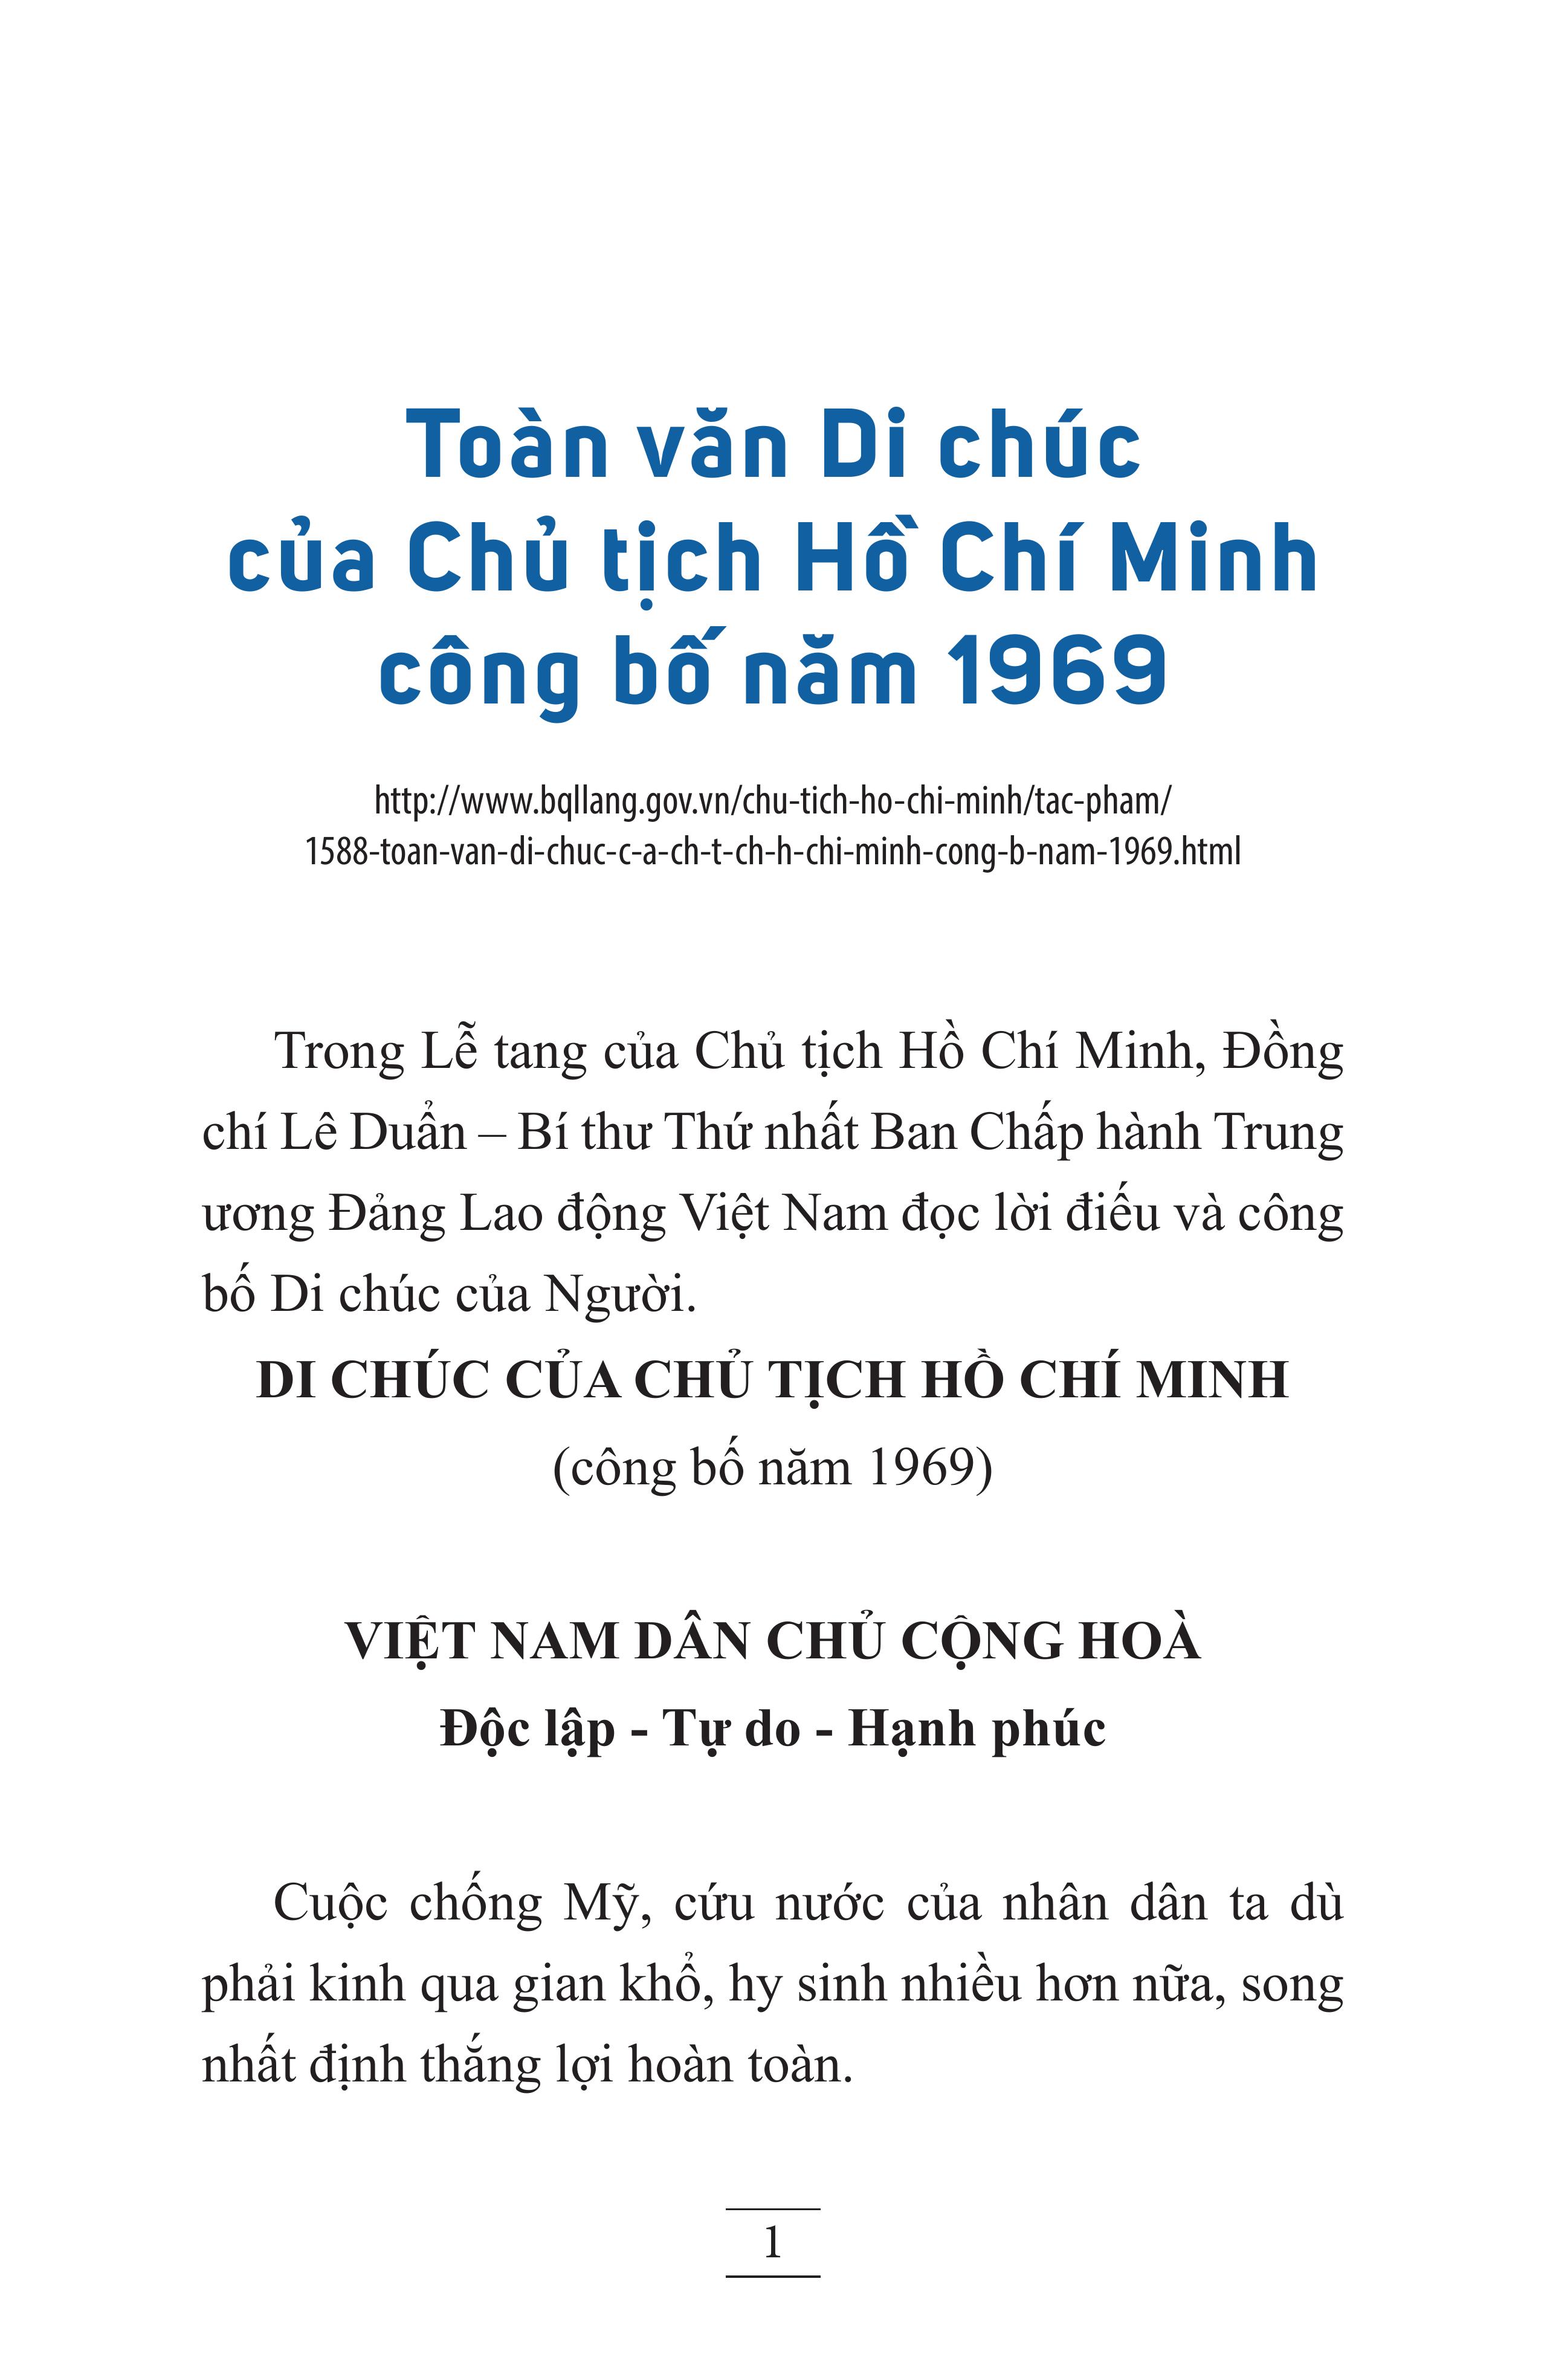 Toàn văn Di chúc
của Chủ tịch Hồ Chí Minh
công bố năm 1969
http://www.bqllang.gov.vn/chu-tich-ho-chi-minh/tac-pham/
1588-toan-van-di-chuc-c-a-ch-t-ch-h-chi-minh-cong-b-nam-1969.html
Trong Lễ tang của Chủ tịch Hồ Chí Minh, Đồng
chí Lê Duẩn – Bí thư Thứ nhất Ban Chấp hành Trung
ương Đảng Lao động Việt Nam đọc lời điếu và công
bố Di chúc của Người.
DI CHÚC CỦA CHỦ TỊCH HỒ CHÍ MINH
(công bố năm 1969)
VIỆT NAM DÂN CHỦ CỘNG HOÀ
Độc lập - Tự do - Hạnh phúc
Cuộc chống Mỹ, cứu nước của nhân dân ta dù
phải kinh qua gian khổ, hy sinh nhiều hơn nữa, song
nhất định thắng lợi hoàn toàn.
1